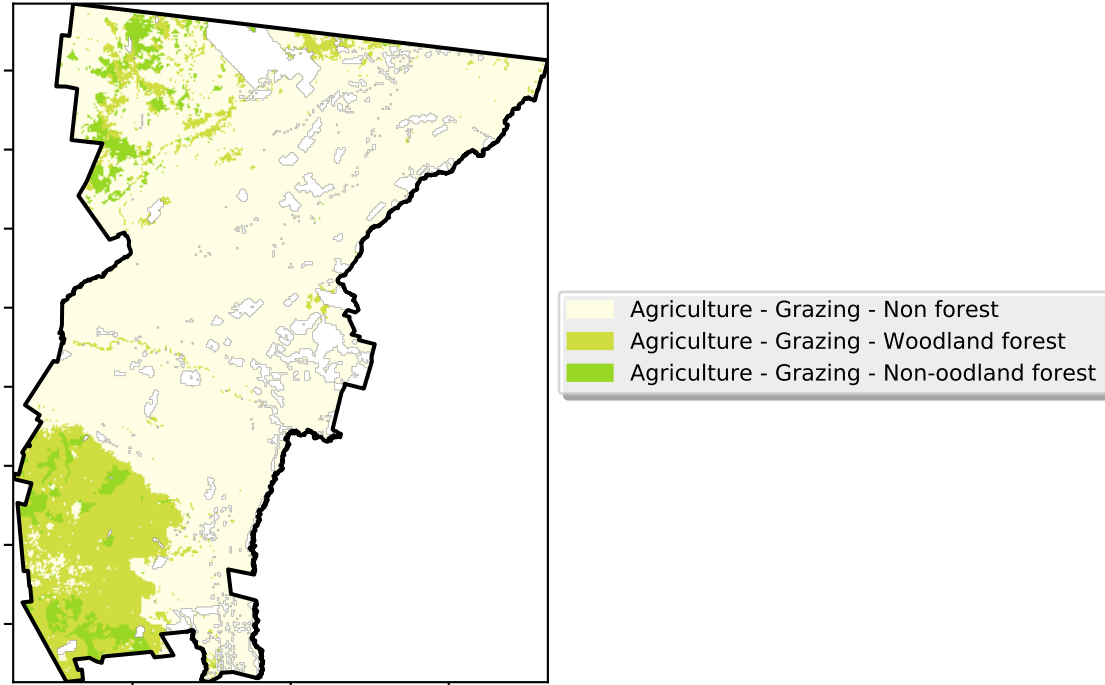 Agriculture - Grazing - Non forest
Agriculture - Grazing - Woodland forest
Agriculture - Grazing - Non-oodland forest